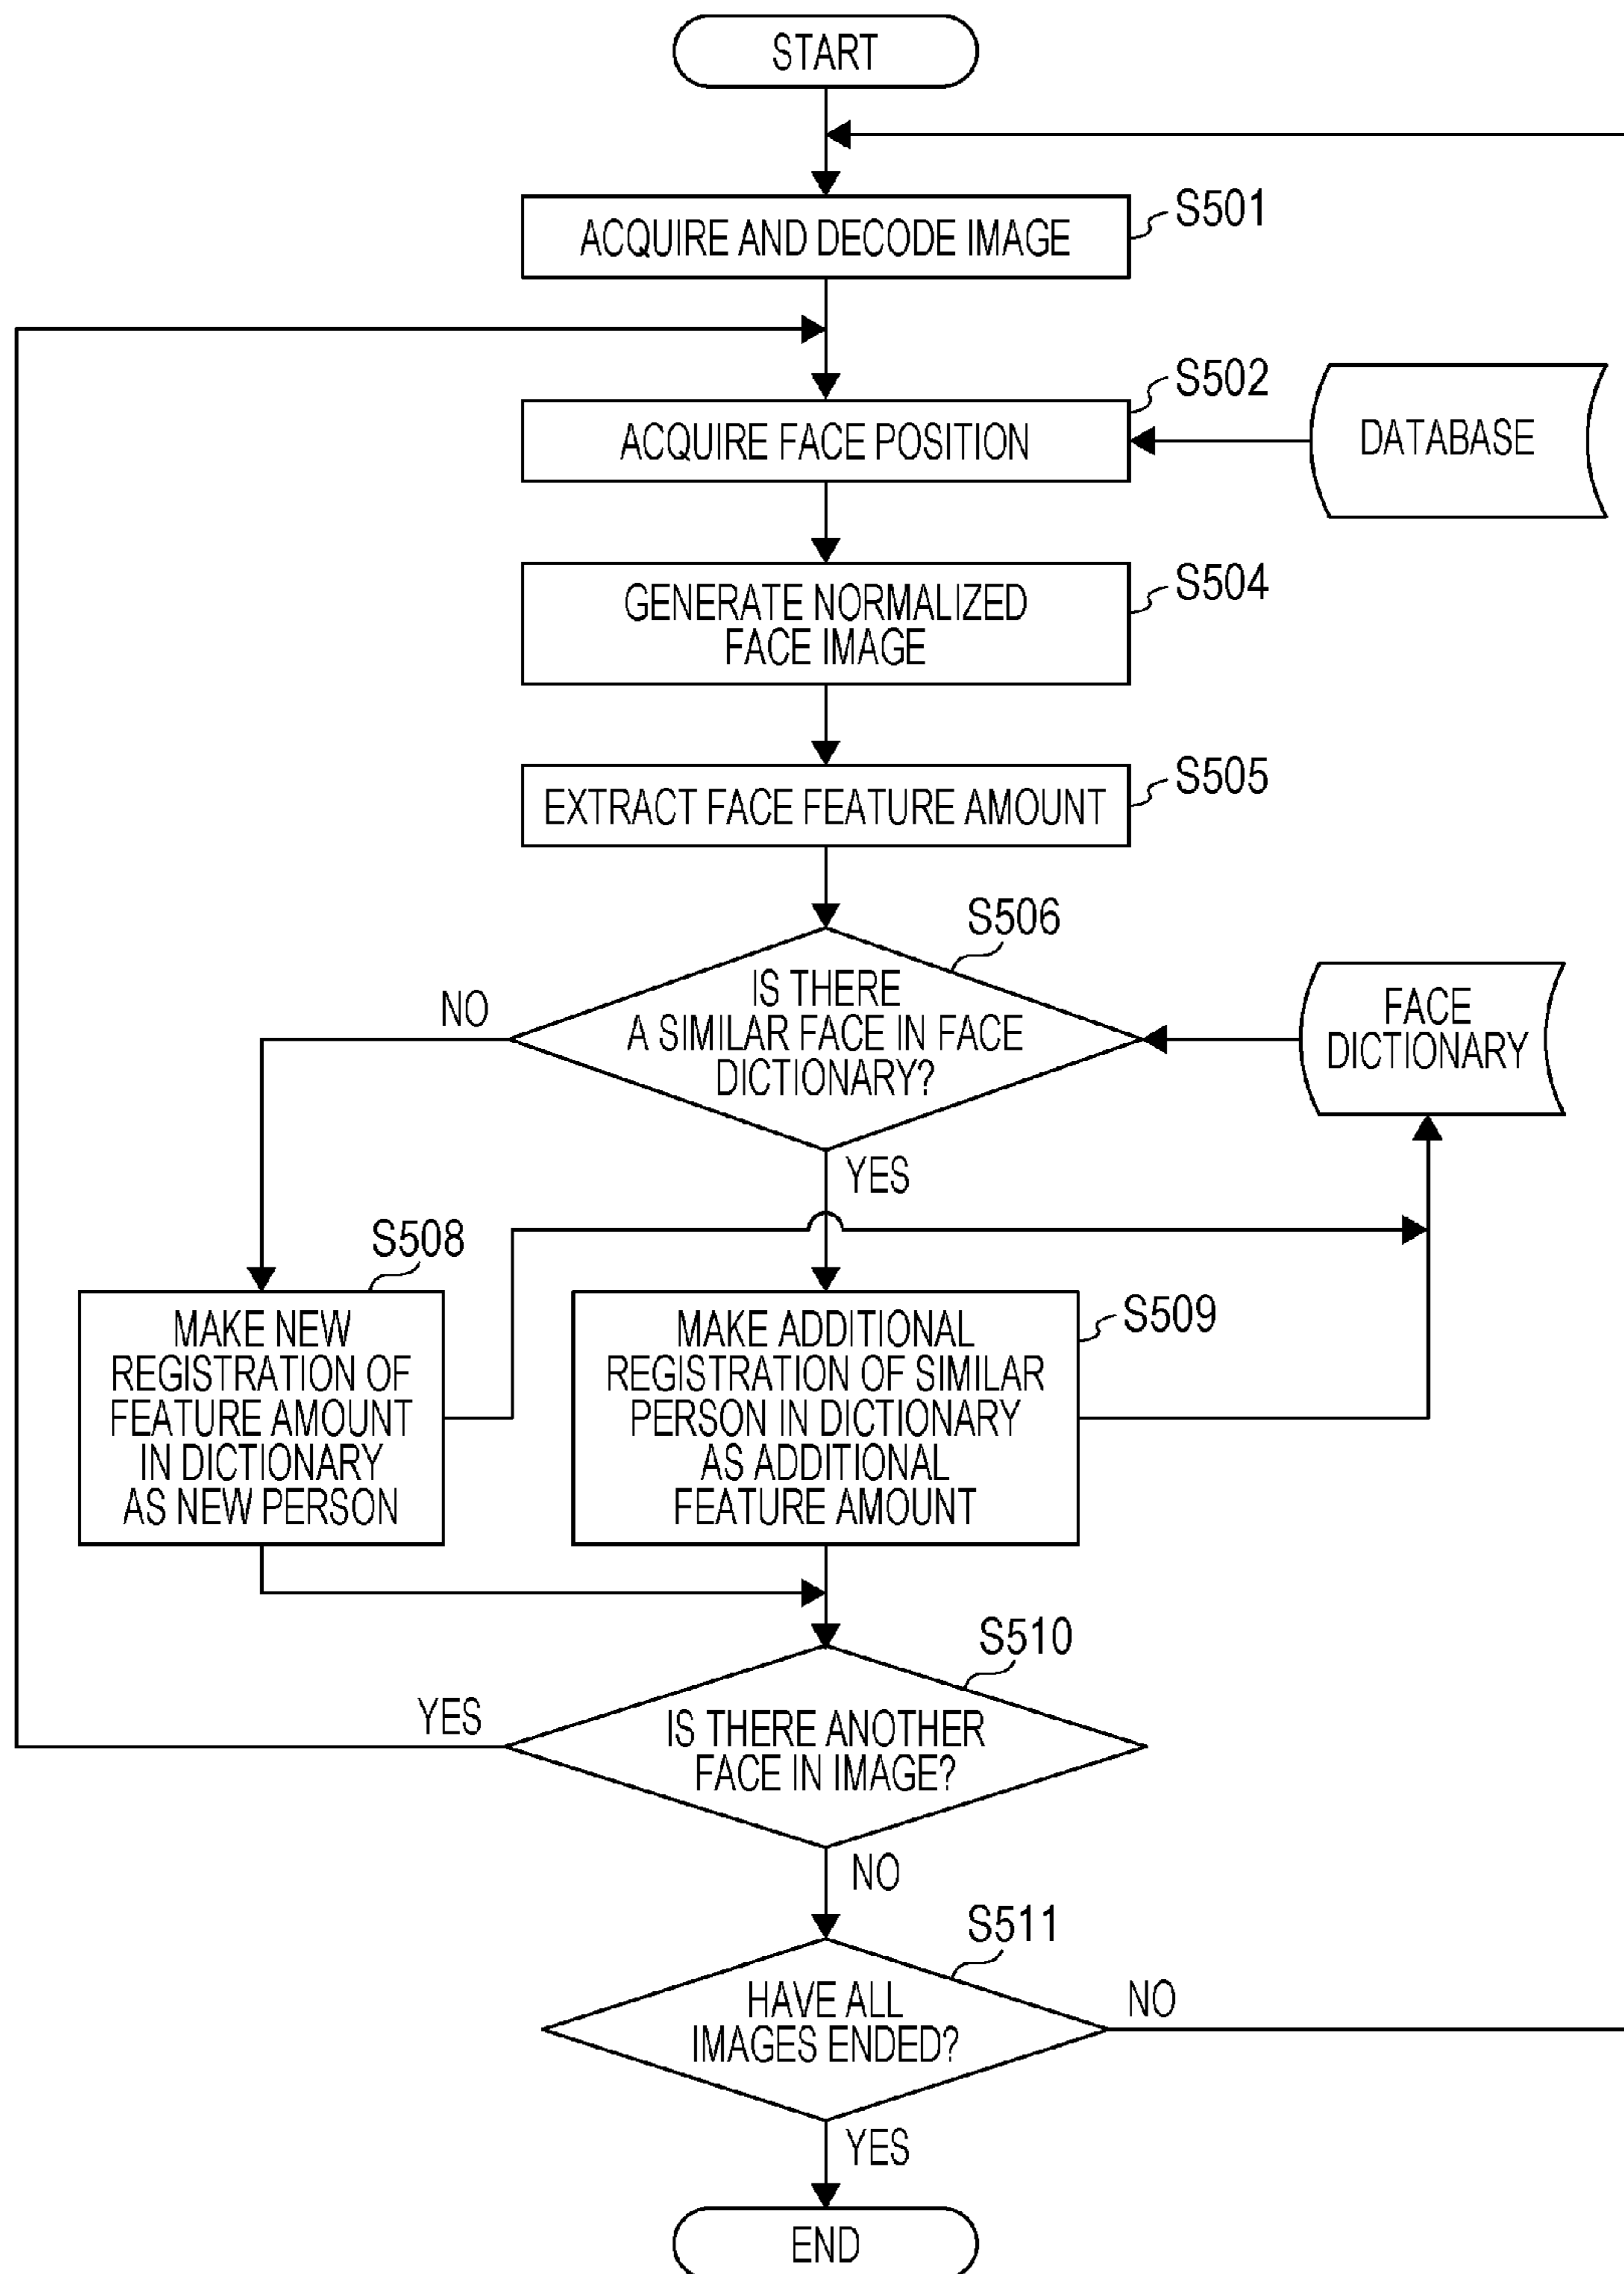 START
S501
ACQUIRE AND DECODE IMAGE
S502
ACQUIRE FACE POSITION
DATABASE
S504
GENERATE NORMALIZED
FACE IMAGE
S505
EXTRACT FACE FEATURE AMOUNT
S506
IS THERE
A SIMILAR FACE IN FACE
DICTIONARY?
NO
FACE
DICTIONARY
YES
S508
MAKE NEW
REGISTRATION OF
FEATURE AMOUNT
IN DICTIONARY
AS NEW PERSON
S509
MAKE ADDITIONAL
REGISTRATION OF SIMILAR
PERSON IN DICTIONARY
AS ADDITIONAL
FEATURE AMOUNT
S510
IS THERE ANOTHER
FACE IN IMAGE?
YES
NO
S511
HAVE ALL
IMAGES ENDED?
NO
YES
END